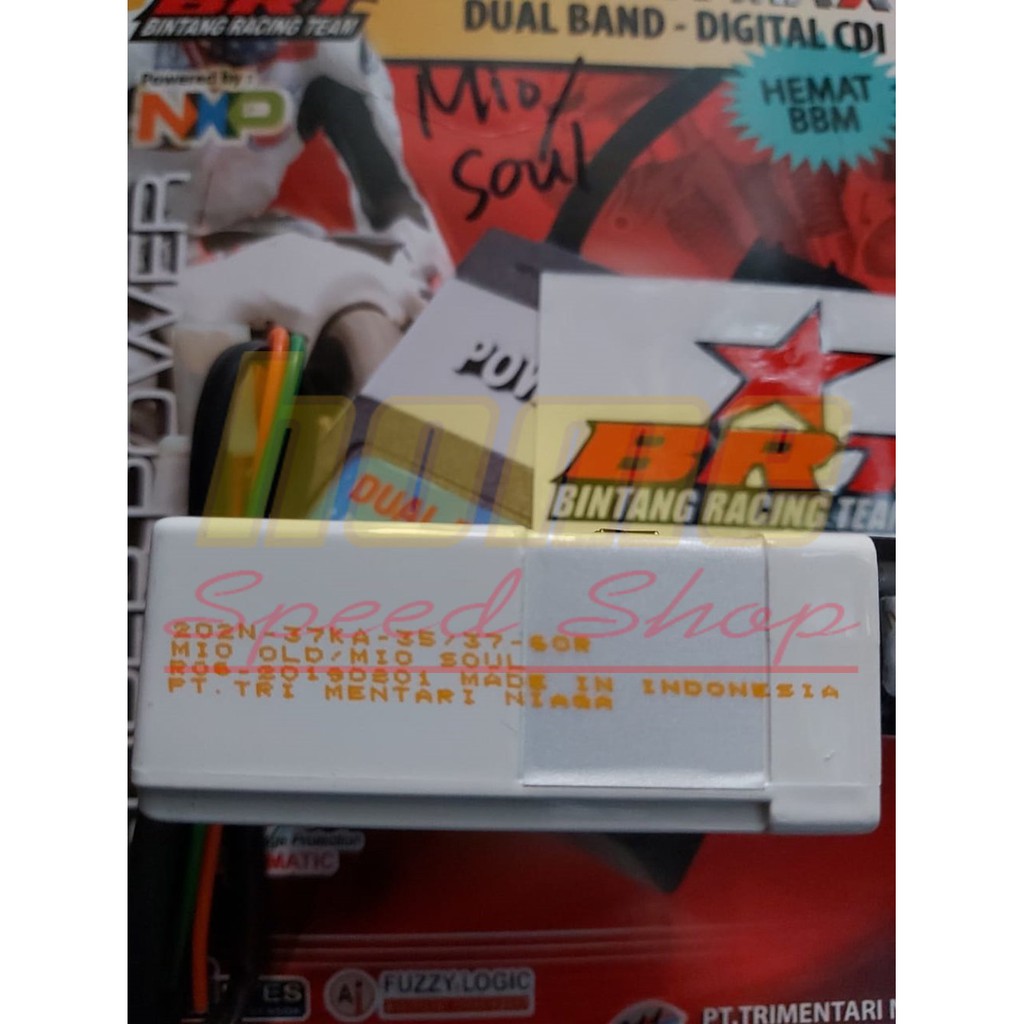 BRT
BINTANG RACING TEAM
DUAL BAND - DIGITAL CDI
Powered by :
NXP
HEMAT
BBM
Mio/
Soul
POWER
POW
DUAL
BRT
BINTANG RACING TEAM
Speed Shop
202N-37KA-35/37-60R
MIO OLD/MIO SOUL
MADE IN INDONESIA
PT.TRI MENTARI NIAGA
MATIC
Ai
FUZZY LOGIC
PT.TRIMENTARI N